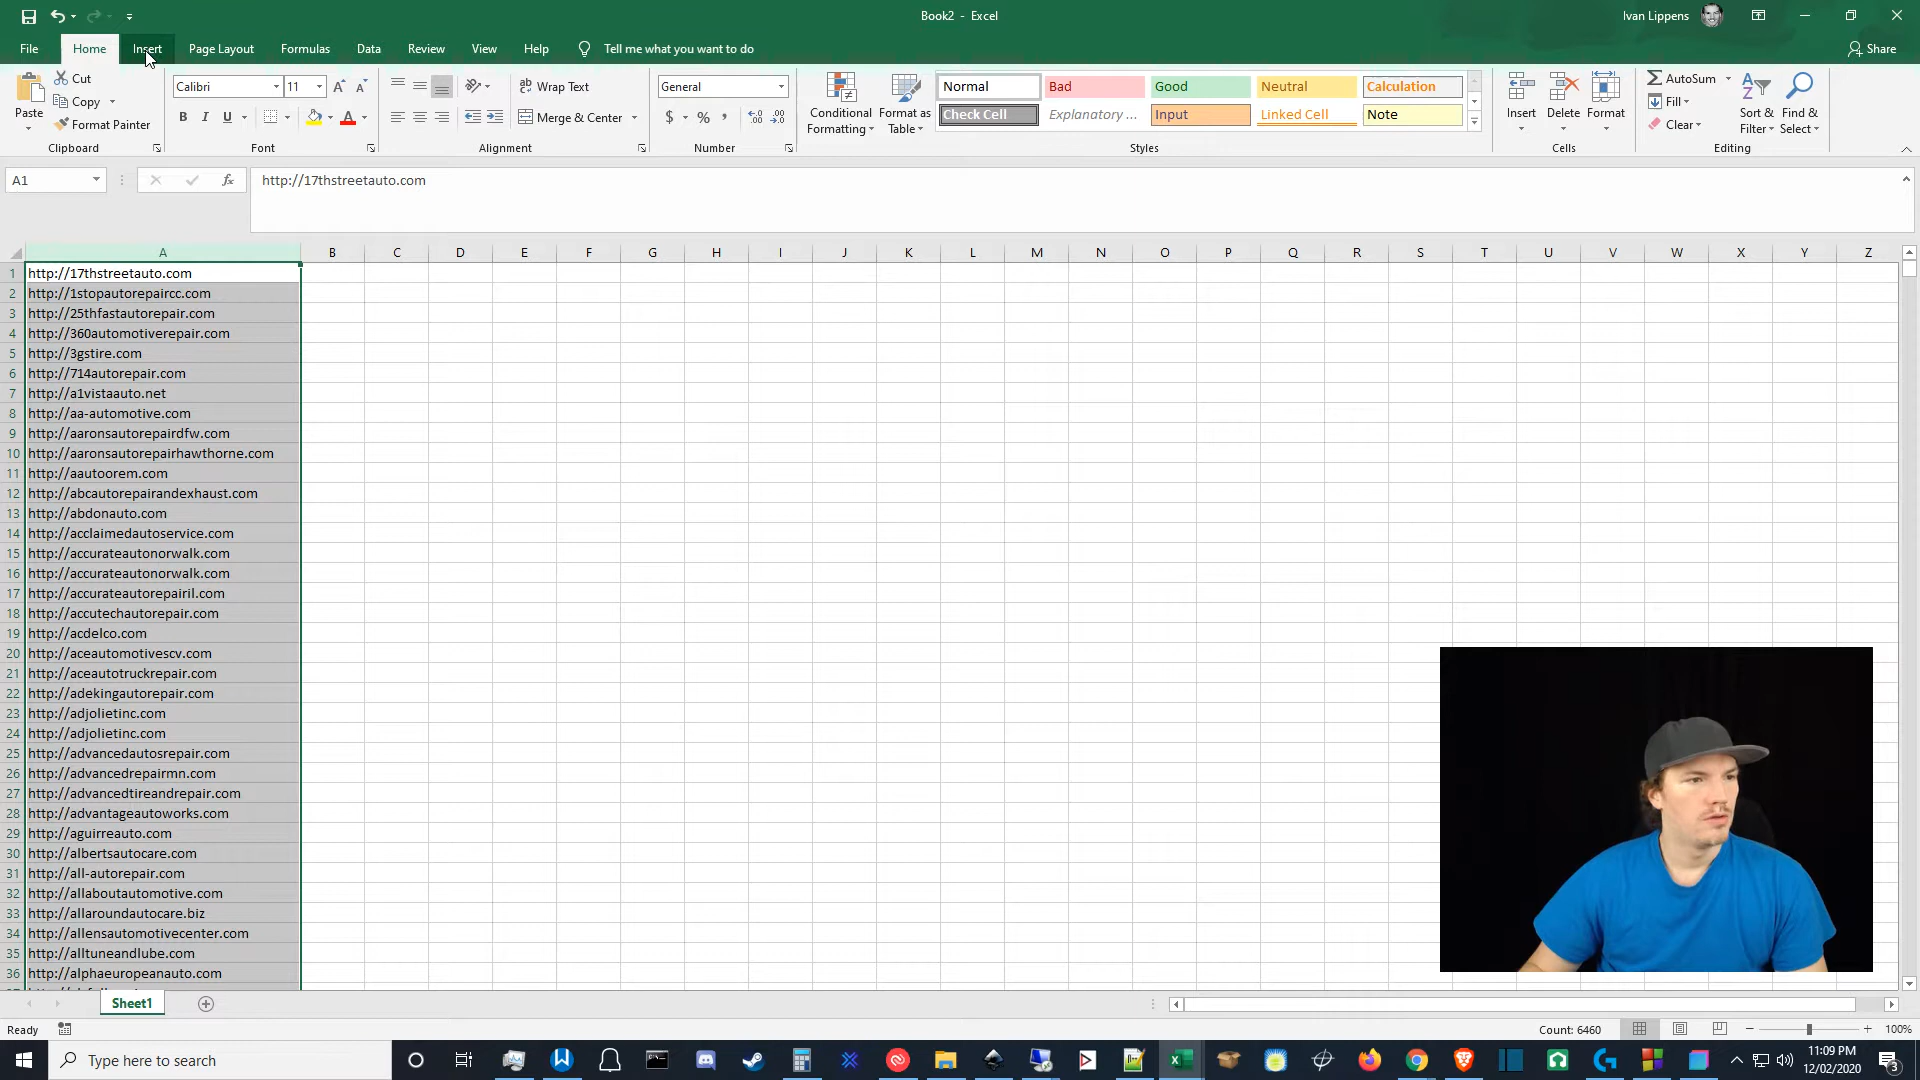 Book2 - Excel
Ivan Lippens
File Home Insert Page Layout Formulas Data Review View Help Tell me what you want to do Share
Paste
Cut
Copy
Format Painter
Clipboard
Calibri 11
B I U A
Font
Wrap Text
Merge & Center
Alignment
General
$ % ,
Number
Conditional Formatting
Format as Table
Normal Bad Good Neutral Calculation
Check Cell Explanatory ... Input Linked Cell Note
Styles
Insert Delete Format
Cells
AutoSum
Fill
Clear
Sort & Filter
Find & Select
Editing
A1 fx http://17thstreetauto.com
A B C D E F G H I J K L M N O P Q R S T U V W X Y Z
1 http://17thstreetauto.com
2 http://1stopautorepaircc.com
3 http://25thfastautorepair.com
4 http://360automotiverepair.com
5 http://3gstire.com
6 http://714autorepair.com
7 http://a1vistaauto.net
8 http://aa-automotive.com
9 http://aaronsautorepairdfw.com
10 http://aaronsautorepairhawthorne.com
11 http://aautoorem.com
12 http://abcautorepairandexhaust.com
13 http://abdonauto.com
14 http://acclaimedautoservice.com
15 http://accurateautonorwalk.com
16 http://accurateautonorwalk.com
17 http://accurateautorepairil.com
18 http://accutechautorepair.com
19 http://acdelco.com
20 http://aceautomotivescv.com
21 http://aceautotruckrepair.com
22 http://adekingautorepair.com
23 http://adjolietinc.com
24 http://adjolietinc.com
25 http://advancedautosrepair.com
26 http://advancedrepairmn.com
27 http://advancedtireandrepair.com
28 http://advantageautoworks.com
29 http://aguirreauto.com
30 http://albertsautocare.com
31 http://all-autorepair.com
32 http://allaboutautomotive.com
33 http://allaroundautocare.biz
34 http://allensautomotivecenter.com
35 http://alltuneandlube.com
36 http://alphaeuropeanauto.com
Sheet1
Ready
Count: 6460
100%
Type here to search
11:09 PM
12/02/2020
3